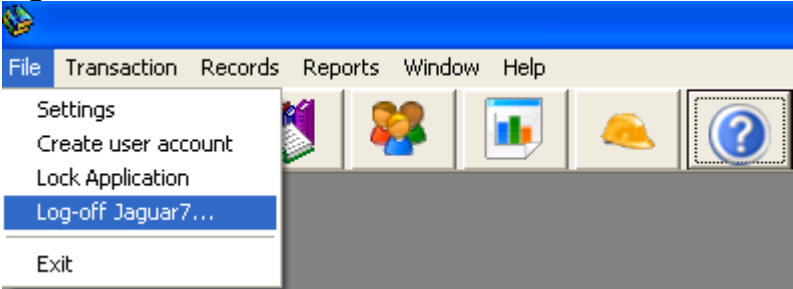 File Transaction Records Reports Window Help
Settings
Create user account
Lock Application
Log-off Jaguar7...
Exit